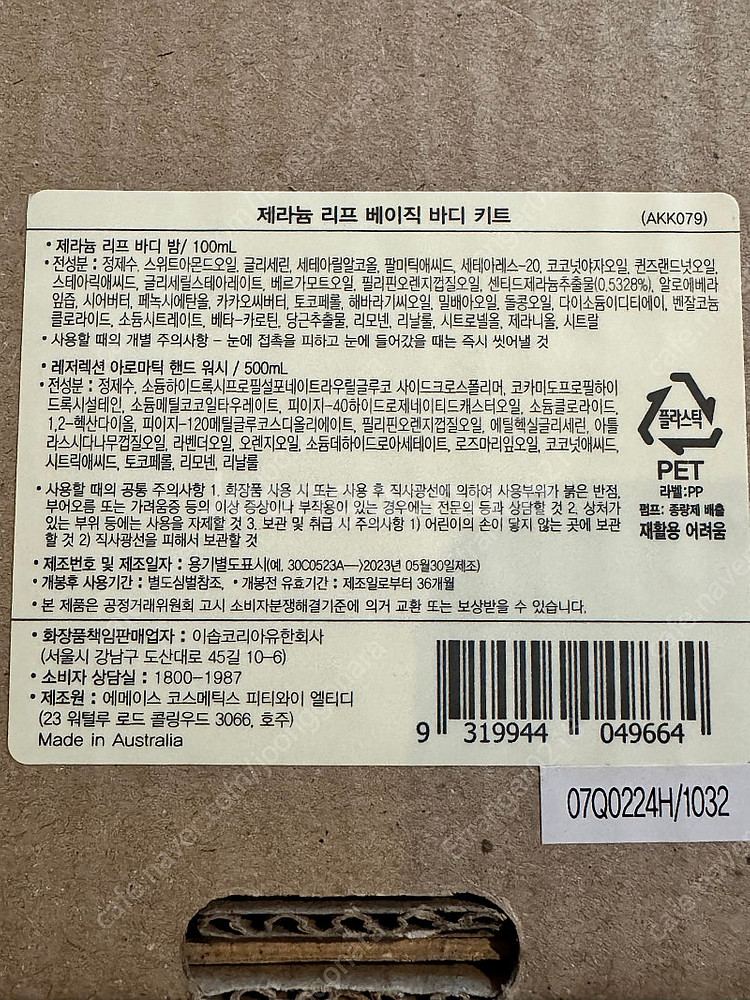 제라늄 리프 베이직 바디 키트 (AKK079)
• 제라늄 리프 바디 밤/ 100mL
• 전성분 : 정제수, 스위트아몬드오일, 글리세린, 세테아릴알코올, 팔미틱애씨드, 세테아레스-20, 코코넛야자오일, 퀸즈랜드넛오일,
스테아릭애씨드, 글리세릴스테아레이트, 베르가모트오일, 필리핀오렌지껍질오일, 센티드제라늄추출물(0.5328%), 알로에베라
잎즙, 시어버터, 페녹시에탄올, 카카오씨버터, 토코페롤, 해바라기씨오일, 밀배아오일, 돌콩오일, 다이소듐이디티에이, 벤잘코늄
클로라이드, 소듐시트레이트, 베타-카로틴, 당근추출물, 리모넨, 리날룰, 시트로넬올, 제라니올, 시트랄
• 사용할 때의 개별 주의사항 - 눈에 접촉을 피하고 눈에 들어갔을 때는 즉시 씻어낼 것
• 레저렉션 아로마틱 핸드 워시 / 500mL
• 전성분 : 정제수, 소듐하이드록시프로필설포네이트라우릴글루코 사이드크로스폴리머, 코카미도프로필하이
드록시설테인, 소듐메틸코코일타우레이트, 피이지-40하이드로제네이티드캐스터오일, 소듐클로라이드,
1,2-헥산다이올, 피이지-120메틸글루코스디올리에이트, 필리핀오렌지껍질오일, 에틸헥실글리세린, 아틀
라스시다나무껍질오일, 라벤더오일, 오렌지오일, 소듐데하이드로아세테이트, 로즈마리잎오일, 코코넛애씨드,
시트릭애씨드, 토코페롤, 리모넨, 리날룰
플라스틱
PET
라벨:PP
펌프: 종량제 배출
재활용 어려움
• 사용할 때의 공통 주의사항 1. 화장품 사용 시 또는 사용 후 직사광선에 의하여 사용부위가 붉은 반점,
부어오름 또는 가려움증 등의 이상 증상이나 부작용이 있는 경우에는 전문의 등과 상담할 것 2. 상처가
있는 부위 등에는 사용을 자제할 것 3. 보관 및 취급 시 주의사항 1) 어린이의 손이 닿지 않는 곳에 보관
할 것 2) 직사광선을 피해서 보관할 것
• 제조번호 및 제조일자 : 용기별도표시(예, 30C0523A—>2023년 05월30일제조)
• 개봉후 사용기간 : 별도심벌참조, • 개봉전 유효기간 : 제조일로부터 36개월
• 본 제품은 공정거래위원회 고시 소비자분쟁해결기준에 의거 교환 또는 보상받을 수 있습니다.
• 화장품책임판매업자 : 이솝코리아유한회사
(서울시 강남구 도산대로 45길 10-6)
• 소비자 상담실 : 1800-1987
• 제조원 : 에메이스 코스메틱스 피티와이 엘티디
(23 워털루 로드 콜링우드 3066, 호주)
Made in Australia
9 319944 049664
07Q0224H/1032